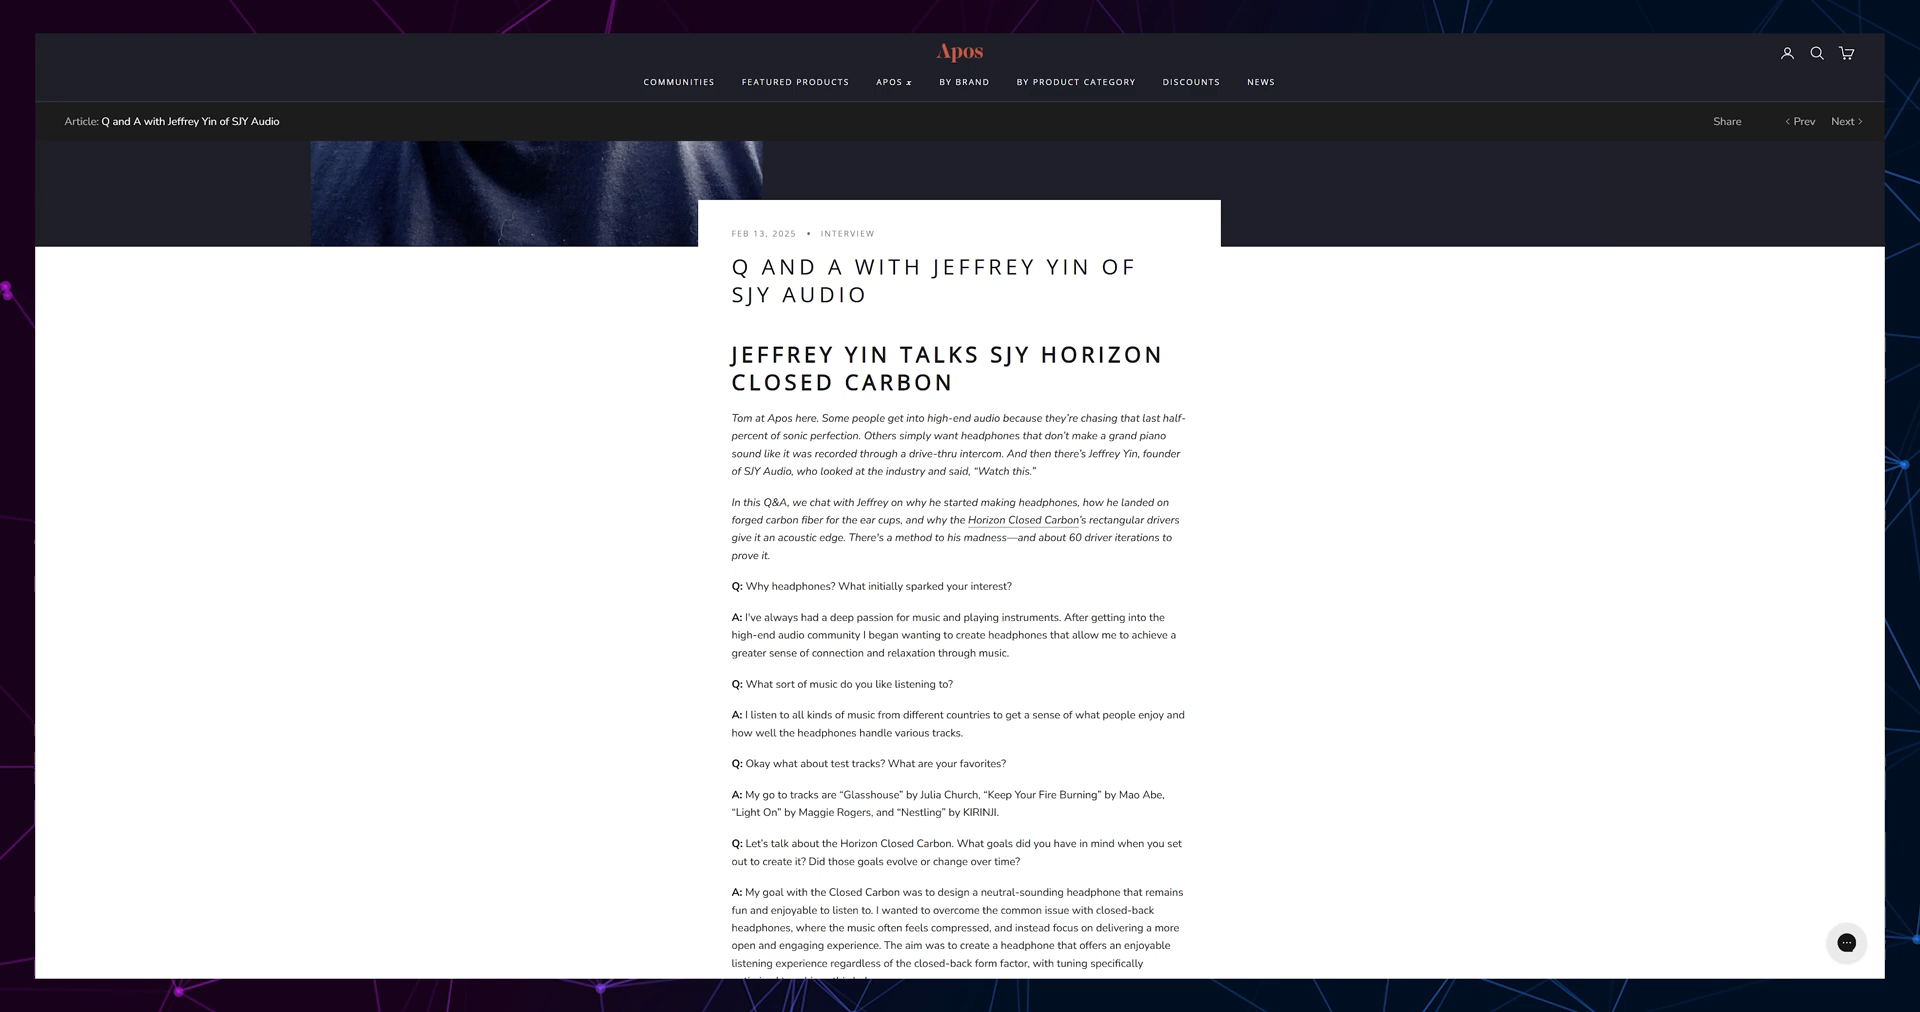 Apos
COMMUNITIES FEATURED PRODUCTS APOS x BY BRAND BY PRODUCT CATEGORY DISCOUNTS NEWS
Article: Q and A with Jeffrey Yin of SJY Audio Share Prev Next
FEB 13, 2025 • INTERVIEW
Q AND A WITH JEFFREY YIN OF
SJY AUDIO
JEFFREY YIN TALKS SJY HORIZON
CLOSED CARBON
Tom at Apos here. Some people get into high-end audio because they’re chasing that last half-
percent of sonic perfection. Others simply want headphones that don’t make a grand piano
sound like it was recorded through a drive-thru intercom. And then there’s Jeffrey Yin, founder
of SJY Audio, who looked at the industry and said, “Watch this.”
In this Q&A, we chat with Jeffrey on why he started making headphones, how he landed on
forged carbon fiber for the ear cups, and why the Horizon Closed Carbon’s rectangular drivers
give it an acoustic edge. There’s a method to his madness—and about 60 driver iterations to
prove it.
Q: Why headphones? What initially sparked your interest?
A: I’ve always had a deep passion for music and playing instruments. After getting into the
high-end audio community I began wanting to create headphones that allow me to achieve a
greater sense of connection and relaxation through music.
Q: What sort of music do you like listening to?
A: I listen to all kinds of music from different countries to get a sense of what people enjoy and
how well the headphones handle various tracks.
Q: Okay what about test tracks? What are your favorites?
A: My go to tracks are “Glasshouse” by Julia Church, “Keep Your Fire Burning” by Mao Abe,
“Light On” by Maggie Rogers, and “Nestling” by KIRINJI.
Q: Let’s talk about the Horizon Closed Carbon. What goals did you have in mind when you set
out to create it? Did those goals evolve or change over time?
A: My goal with the Closed Carbon was to design a neutral-sounding headphone that remains
fun and enjoyable to listen to. I wanted to overcome the common issue with closed-back
headphones, where the music often feels compressed, and instead focus on delivering a more
open and engaging experience. The aim was to create a headphone that offers an enjoyable
listening experience regardless of the closed-back form factor, with tuning specifically